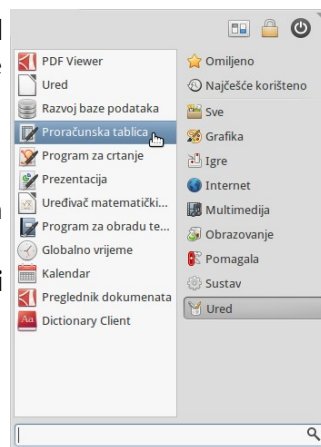 PDF Viewer
Ured
Razvoj baze podataka
Proračunska tablica
Program za crtanje
Prezentacija
Uređivač matematički...
Program za obradu te...
Globalno vrijeme
Kalendar
Preglednik dokumenata
Dictionary Client
Omiljeno
Najčešće korišteno
Sve
Grafika
Igre
Internet
Multimedija
Obrazovanje
Pomagala
Sustav
Ured